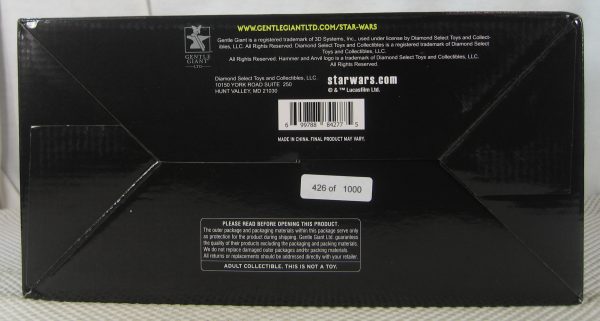 WWW.GENTLEGIANTLTD.COM/STAR-WARS
GENTLE
GIANT
LTD
Gentle Giant is a registered trademark of 3D Systems, Inc., used under license by Diamond Select Toys and Collect-
ibles, LLC. All Rights Reserved. Diamond Select Toys and Collectibles is a registered trademark of Diamond Select
Toys and Collectibles, LLC.
All Rights Reserved. Hammer and Anvil logo is a trademark of Diamond Select Toys and Collectibles, LLC.
All Rights Reserved.
Diamond Select Toys and Collectibles, LLC.
10150 YORK ROAD SUITE 250
HUNT VALLEY, MD 21030
starwars.com
© & ™ Lucasfilm Ltd.
6 99788 84277 5
MADE IN CHINA. FINAL PRODUCT MAY VARY.
426 of 1000
PLEASE READ BEFORE OPENING THIS PRODUCT.
The outer package and packaging materials within this package serve only
as protection for the product during shipping. Gentle Giant Ltd. guarantees
the quality of their products excluding the packaging and packing materials.
We do not replace damaged outer packages and/or packing materials.
All returns or replacements should be addressed directly with your retailer.
ADULT COLLECTIBLE. THIS IS NOT A TOY.